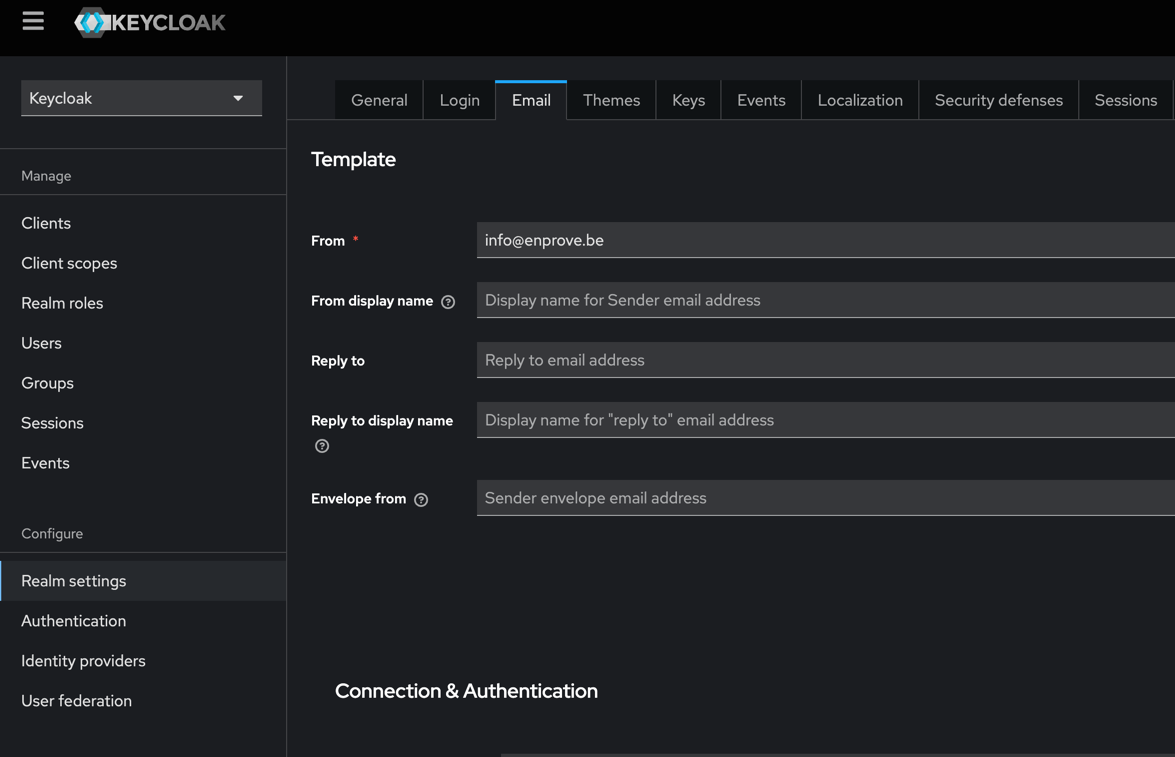 KEYCLOAK
Keycloak
Manage
Clients
Client scopes
Realm roles
Users
Groups
Sessions
Events
Configure
Realm settings
Authentication
Identity providers
User federation
General Login Email Themes Keys Events Localization Security defenses Sessions
Template
From * info@enprove.be
From display name ? Display name for Sender email address
Reply to Reply to email address
Reply to display name ? Display name for "reply to" email address
Envelope from ? Sender envelope email address
Connection & Authentication